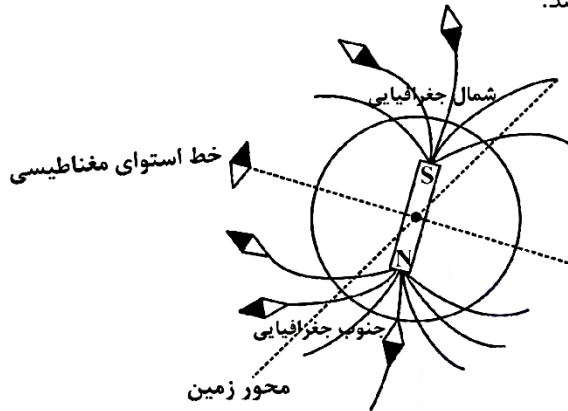 شمال جغرافیایی
خط استوای مغناطیسی
S
N
جنوب جغرافیایی
محور زمین